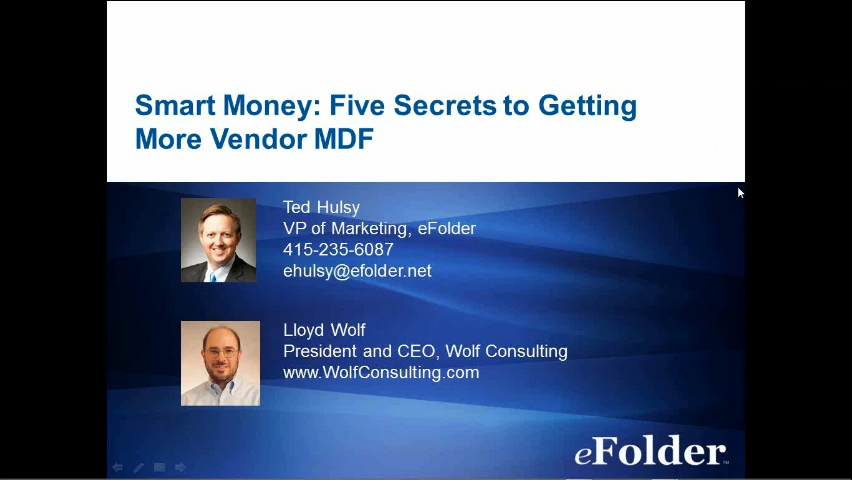 Smart Money: Five Secrets to Getting
More Vendor MDF
Ted Hulsy
VP of Marketing, eFolder
415-235-6087
ehulsy@efolder.net
Lloyd Wolf
President and CEO, Wolf Consulting
www.WolfConsulting.com
eFolder™